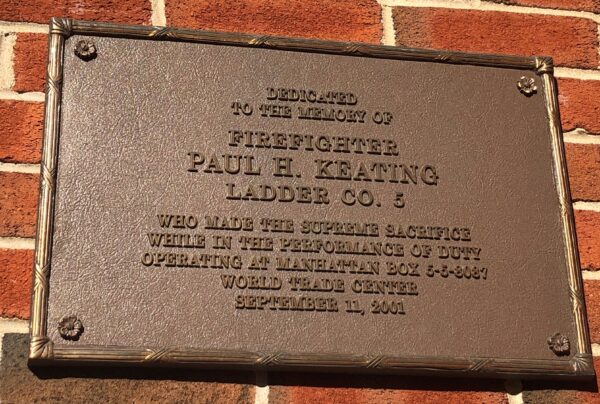 DEDICATED
TO THE MEMORY OF
FIREFIGHTER
PAUL H. KEATING
LADDER CO. 5
WHO MADE THE SUPREME SACRIFICE
WHILE IN THE PERFORMANCE OF DUTY
OPERATING AT MANHATTAN BOX 5-5-8087
WORLD TRADE CENTER
SEPTEMBER 11, 2001